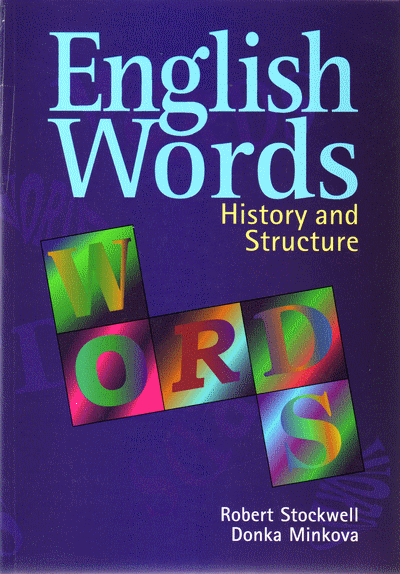 English
Words
History and
Structure
W
ORD
S
Robert Stockwell
Donka Minkova